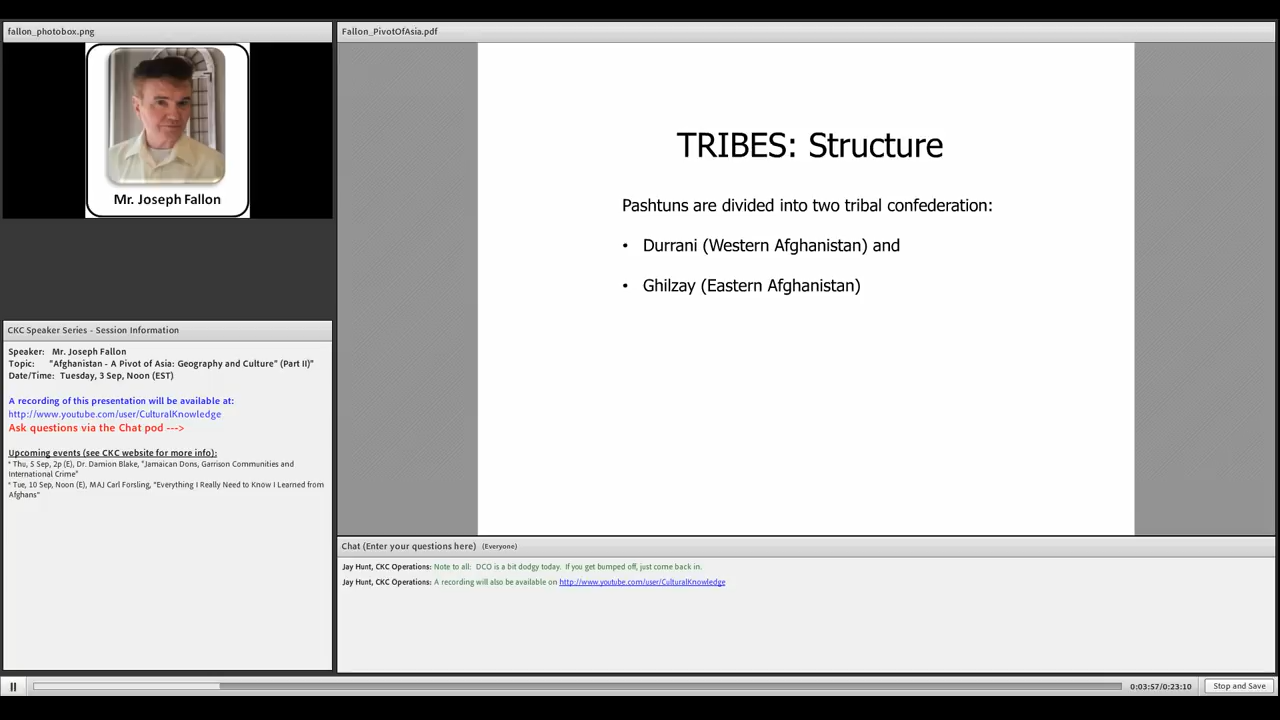 fallon_photobox.png
Mr. Joseph Fallon
CKC Speaker Series - Session Information
Speaker: Mr. Joseph Fallon
Topic: "Afghanistan - A Pivot of Asia: Geography and Culture" (Part II)"
Date/Time: Tuesday, 3 Sep, Noon (EST)
A recording of this presentation will be available at:
http://www.youtube.com/user/CulturalKnowledge
Ask questions via the Chat pod --->
Upcoming events (see CKC website for more info):
* Thu, 5 Sep, 2p (E), Dr. Damion Blake, "Jamaican Dons, Garrison Communities and
International Crime"
* Tue, 10 Sep, Noon (E), MAJ Carl Forsling, "Everything I Really Need to Know I Learned from
Afghans"
Fallon_PivotOfAsia.pdf
TRIBES: Structure
Pashtuns are divided into two tribal confederation:
• Durrani (Western Afghanistan) and
• Ghilzay (Eastern Afghanistan)
Chat (Enter your questions here) (Everyone)
Jay Hunt, CKC Operations: Note to all: DCO is a bit dodgy today. If you get bumped off, just come back in.
Jay Hunt, CKC Operations: A recording will also be available on http://www.youtube.com/user/CulturalKnowledge
0:03:57/0:23:10
Stop and Save